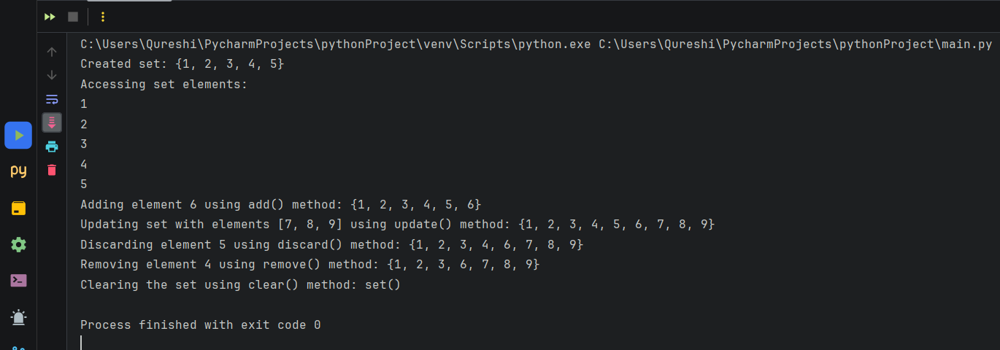 C:\Users\Qureshi\PycharmProjects\pythonProject\venv\Scripts\python.exe C:\Users\Qureshi\PycharmProjects\pythonProject\main.py
Created set: {1, 2, 3, 4, 5}
Accessing set elements:
1
2
3
4
5
Adding element 6 using add() method: {1, 2, 3, 4, 5, 6}
Updating set with elements [7, 8, 9] using update() method: {1, 2, 3, 4, 5, 6, 7, 8, 9}
Discarding element 5 using discard() method: {1, 2, 3, 4, 6, 7, 8, 9}
py
Removing element 4 using remove() method: {1, 2, 3, 6, 7, 8, 9}
Clearing the set using clear() method: set()
Process finished with exit code 0